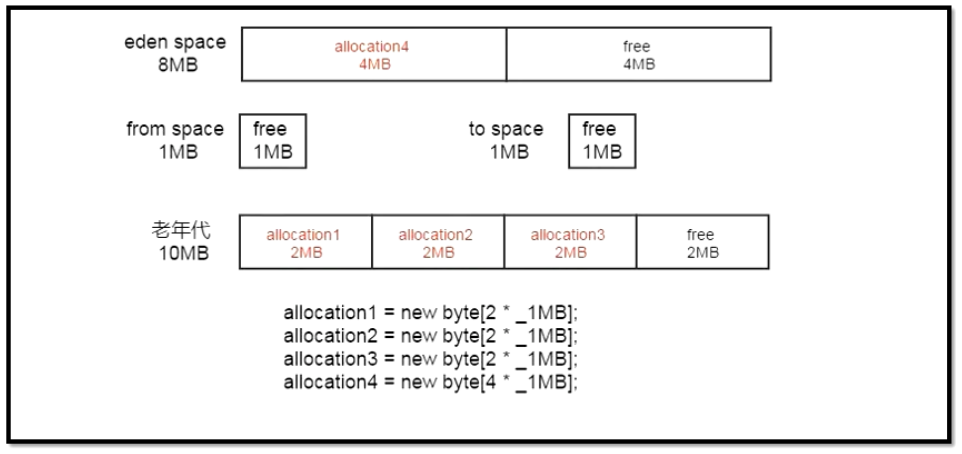 eden space
8MB
allocation4
4MB
free
4MB
from space
1MB
free
1MB
to space
1MB
free
1MB
老年代
10MB
allocation1
2MB
allocation2
2MB
allocation3
2MB
free
2MB
allocation1 = new byte[2 * _1MB];
allocation2 = new byte[2 * _1MB];
allocation3 = new byte[2 * _1MB];
allocation4 = new byte[4 * _1MB];